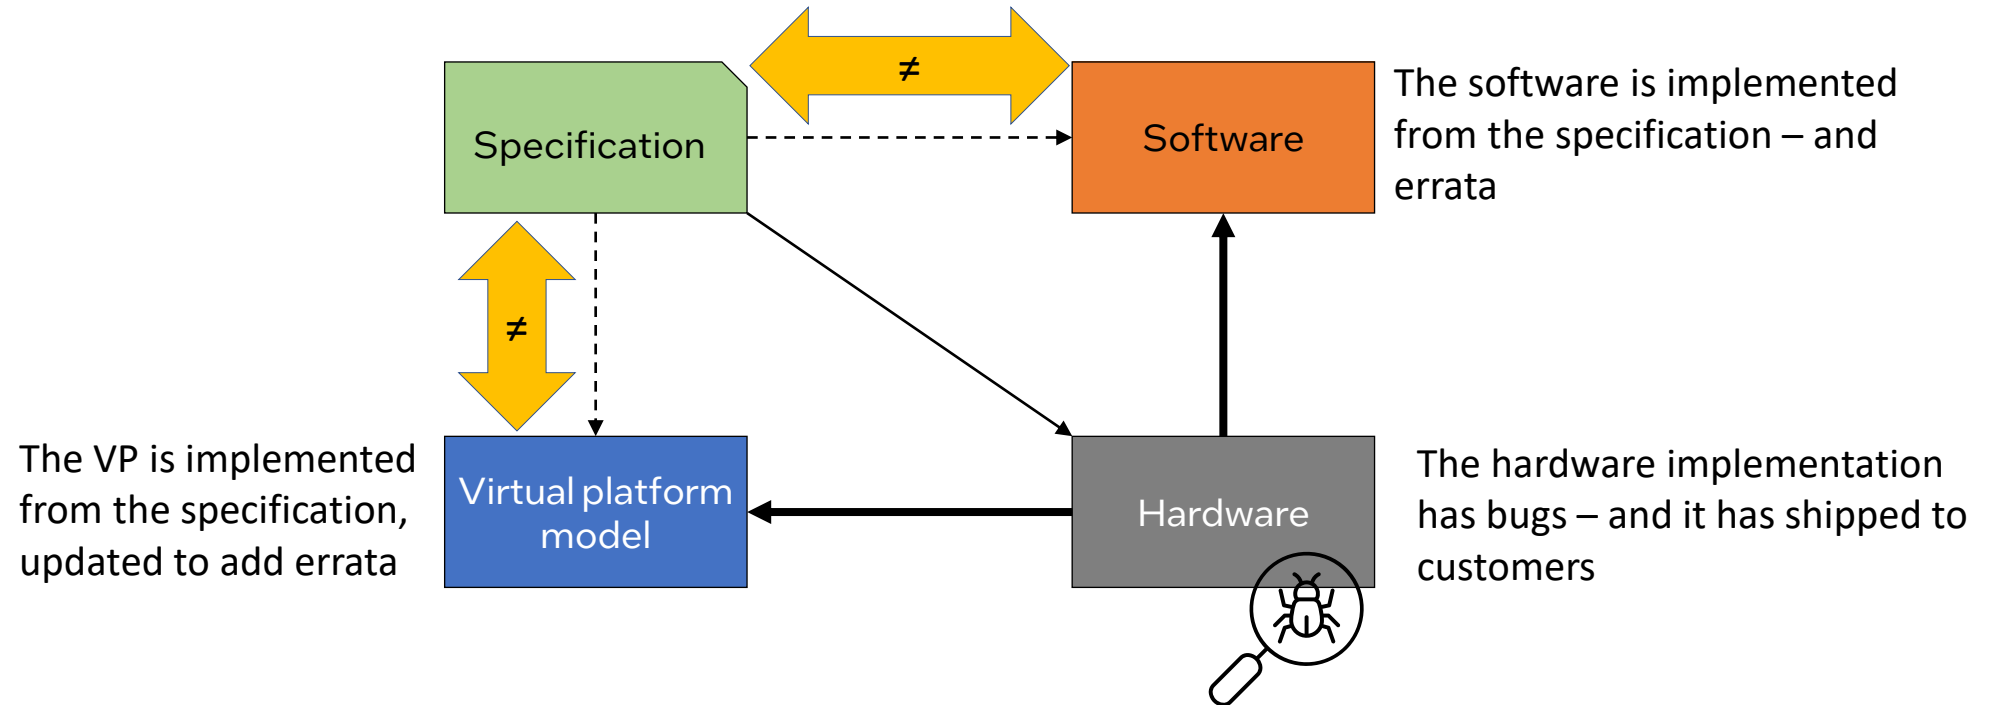 ≠
Specification
Software
The software is implemented
from the specification – and
errata
≠
The VP is implemented
from the specification,
updated to add errata
Virtual platform
model
Hardware
The hardware implementation
has bugs – and it has shipped to
customers